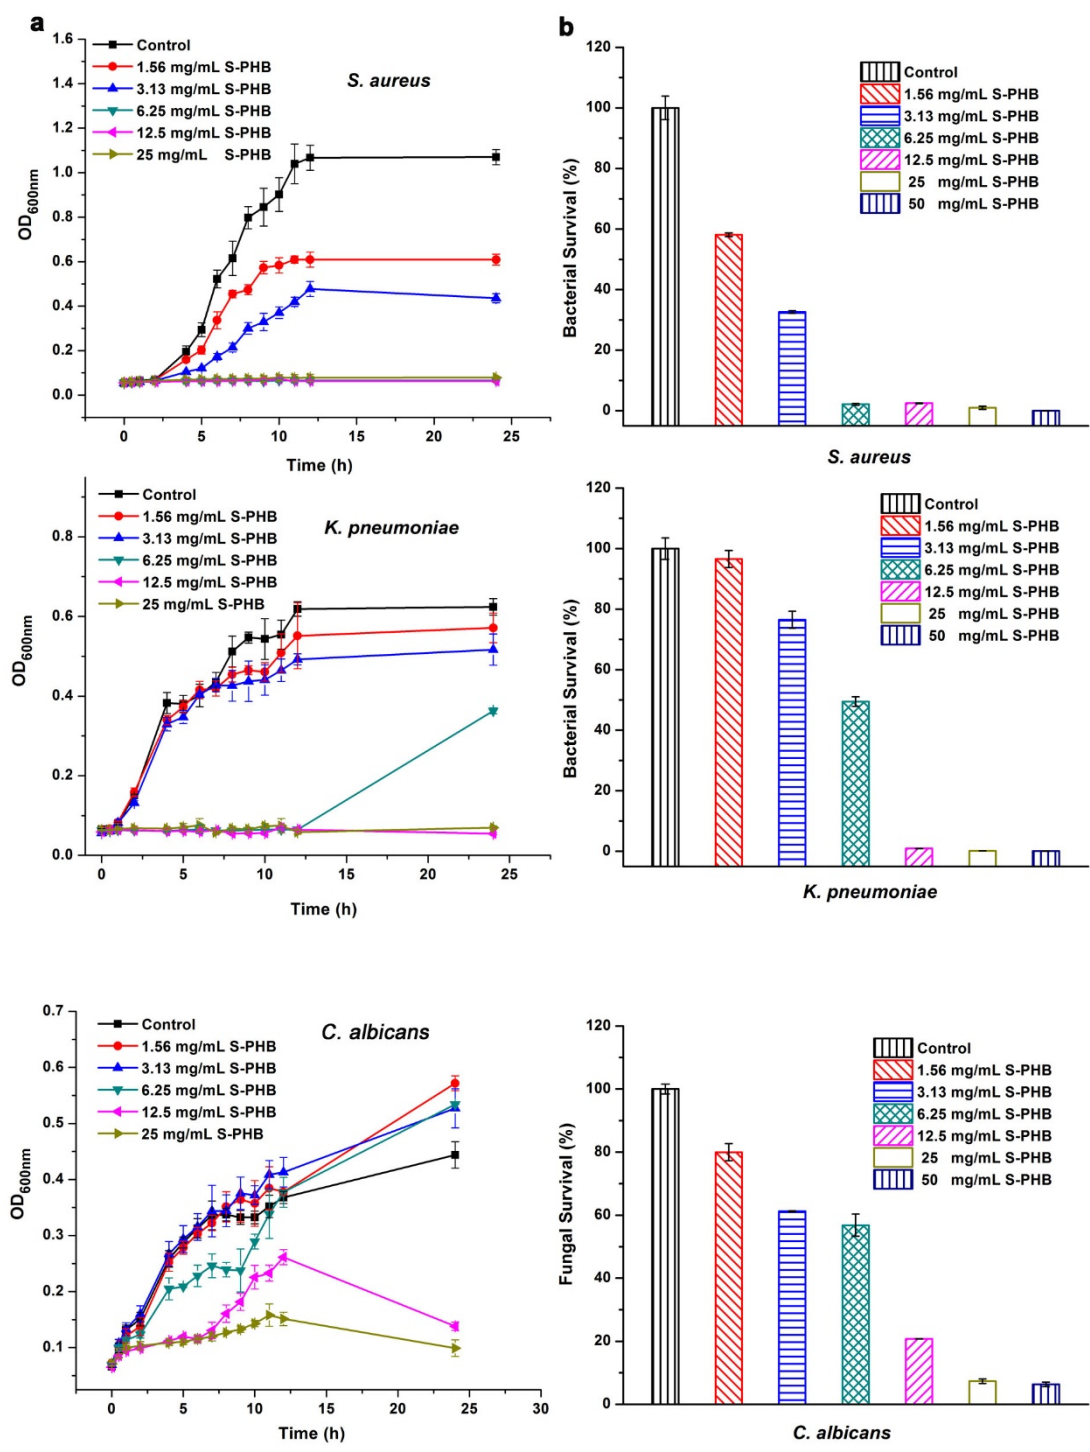 a
1.6
1.4
1.2
1.0
0.8
0.6
0.4
0.2
0.0
OD600nm
Control
1.56 mg/mL S-PHB
3.13 mg/mL S-PHB
6.25 mg/mL S-PHB
12.5 mg/mL S-PHB
25 mg/mL S-PHB
S. aureus
0 5 10 15 20 25
Time (h)
b
120
100
80
60
40
20
0
Bacterial Survival (%)
Control
1.56 mg/mL S-PHB
3.13 mg/mL S-PHB
6.25 mg/mL S-PHB
12.5 mg/mL S-PHB
25 mg/mL S-PHB
50 mg/mL S-PHB
S. aureus
0.8
0.6
0.4
0.2
0.0
OD600nm
Control
1.56 mg/mL S-PHB
3.13 mg/mL S-PHB
6.25 mg/mL S-PHB
12.5 mg/mL S-PHB
25 mg/mL S-PHB
K. pneumoniae
0 5 10 15 20 25
Time (h)
120
100
80
60
40
20
0
Bacterial Survival (%)
Control
1.56 mg/mL S-PHB
3.13 mg/mL S-PHB
6.25 mg/mL S-PHB
12.5 mg/mL S-PHB
25 mg/mL S-PHB
50 mg/mL S-PHB
K. pneumoniae
0.7
0.6
0.5
0.4
0.3
0.2
0.1
OD600nm
Control
1.56 mg/mL S-PHB
3.13 mg/mL S-PHB
6.25 mg/mL S-PHB
12.5 mg/mL S-PHB
25 mg/mL S-PHB
C. albicans
0 5 10 15 20 25 30
Time (h)
120
100
80
60
40
20
0
Fungal Survival (%)
Control
1.56 mg/mL S-PHB
3.13 mg/mL S-PHB
6.25 mg/mL S-PHB
12.5 mg/mL S-PHB
25 mg/mL S-PHB
50 mg/mL S-PHB
C. albicans